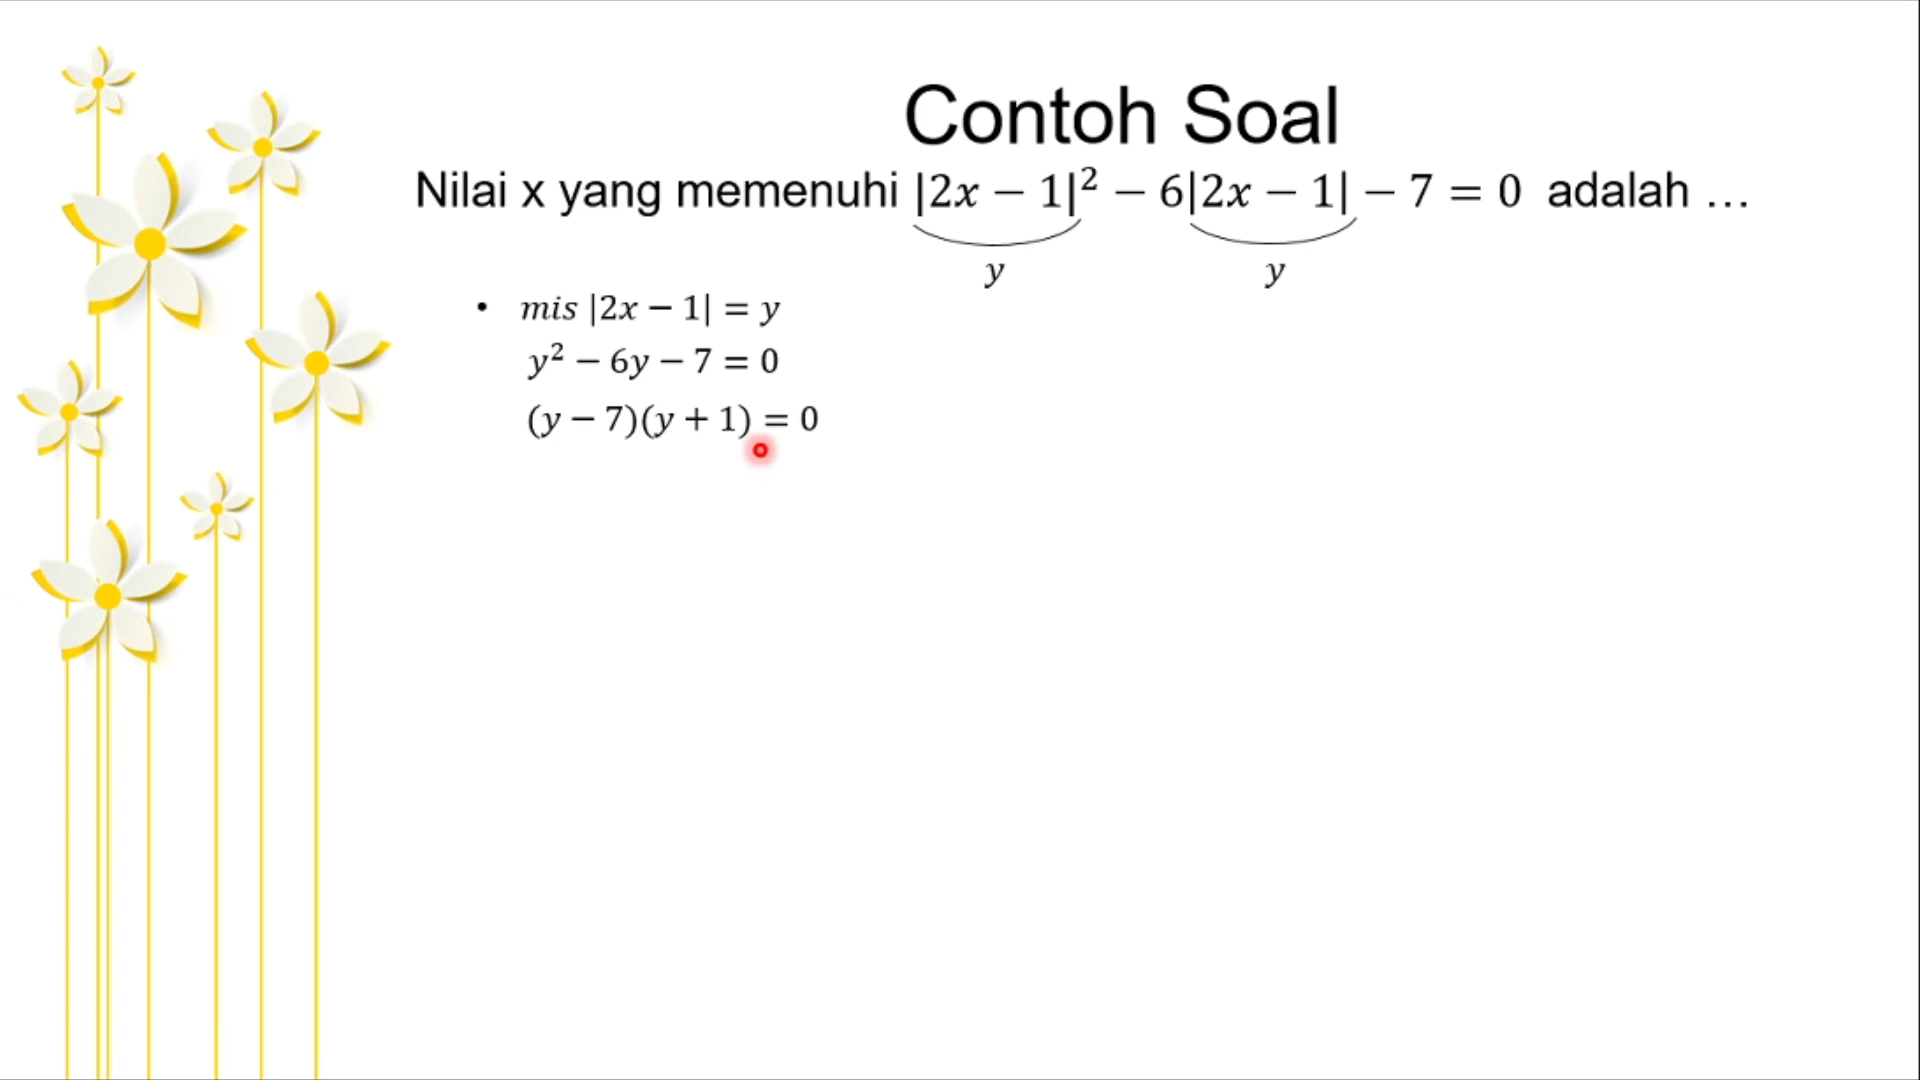 Contoh Soal
Nilai x yang memenuhi |2x − 1|² − 6|2x − 1| − 7 = 0 adalah …
y y
• mis |2x − 1| = y
y² − 6y − 7 = 0
(y − 7)(y + 1) = 0